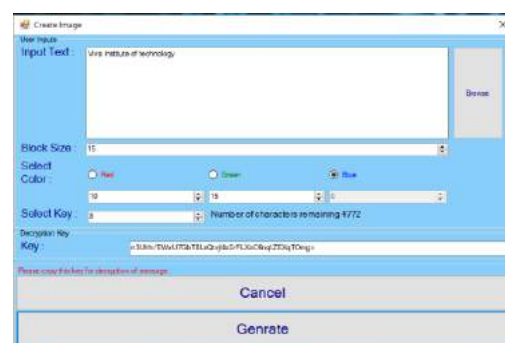 Create Image
User Inputs
Input Text :
Viva Institute of technology
Browse
Block Size :
15
Select Color :
Red
Green
Blue
Select Key :
Number of characters remaining 4772
Decryption Key
Key :
Please copy this key for decryption of message.
Cancel
Genrate